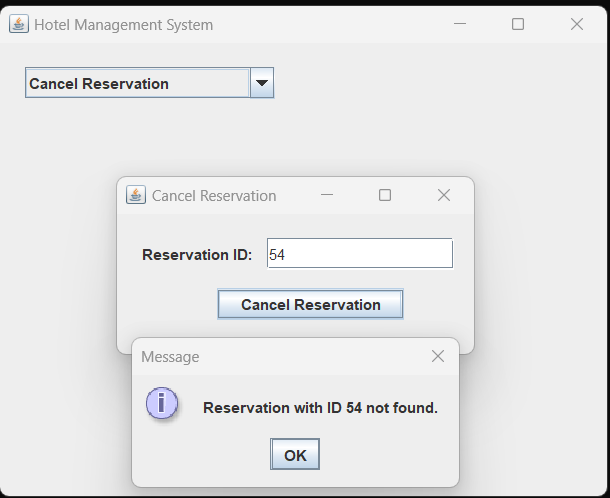 Hotel Management System
Cancel Reservation
Cancel Reservation
Reservation ID: 54
Cancel Reservation
Message
i
Reservation with ID 54 not found.
OK